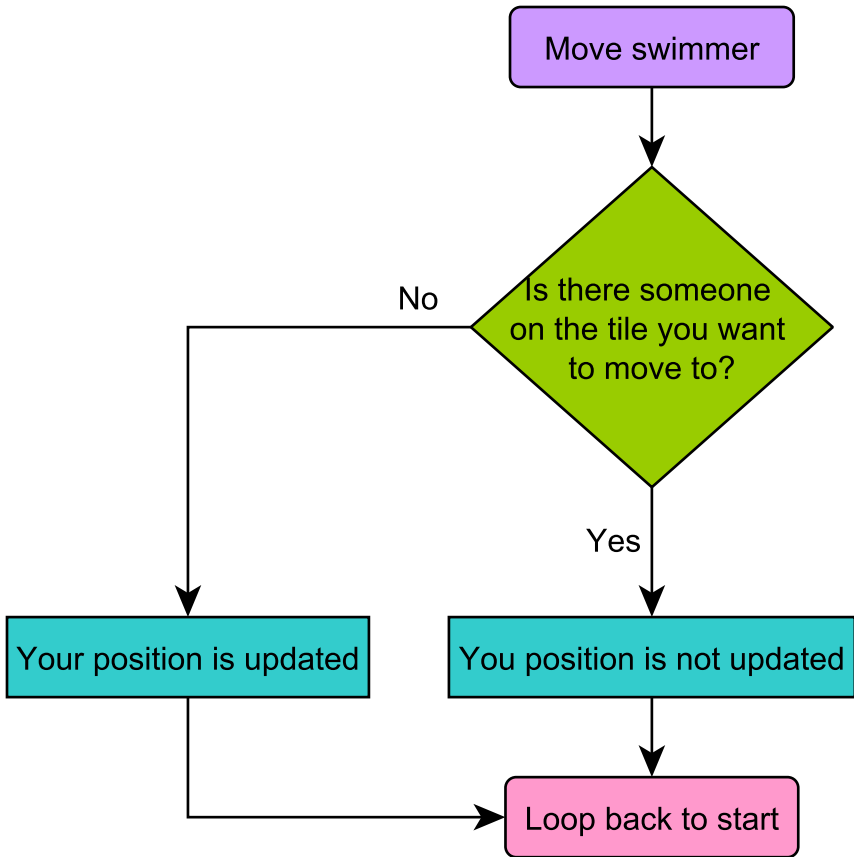 Move swimmer
Is there someone
on the tile you want
to move to?
No
Yes
Your position is updated
You position is not updated
Loop back to start